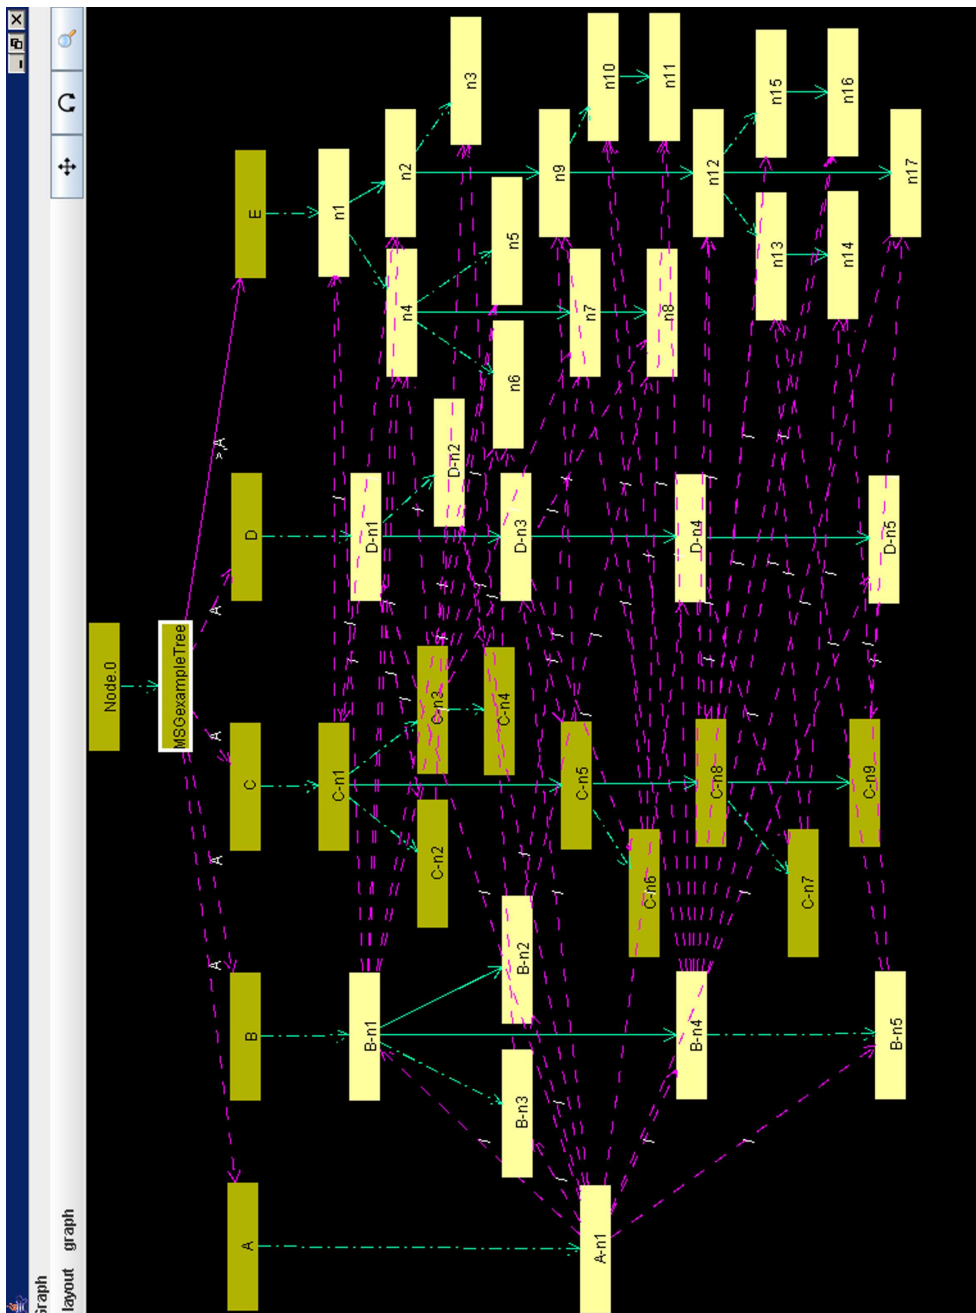 Graph
layout graph
Node.0
MSGexampleTree
A
B
C
D
E
A
A
A
A
>,A
A-n1
B-n1
B-n2
B-n3
B-n4
B-n5
C-n1
C-n2
C-n3
C-n4
C-n5
C-n6
C-n7
C-n8
C-n9
D-n1
D-n2
D-n3
D-n4
D-n5
n1
n2
n3
n4
n5
n6
n7
n8
n9
n10
n11
n12
n13
n14
n15
n16
n17